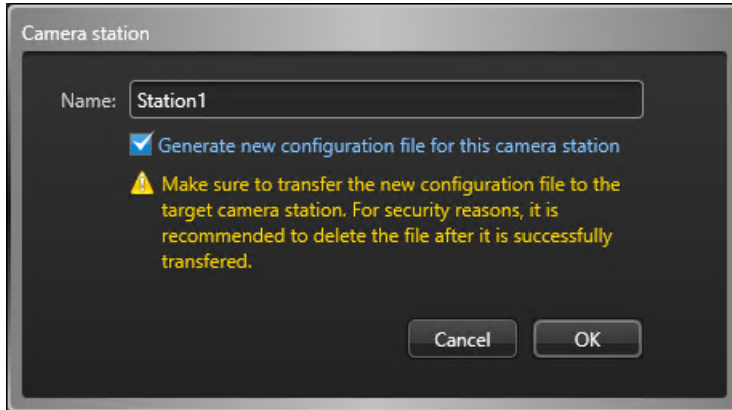 Camera station
Name: Station1
Generate new configuration file for this camera station
Make sure to transfer the new configuration file to the
target camera station. For security reasons, it is
recommended to delete the file after it is successfully
transfered.
Cancel OK